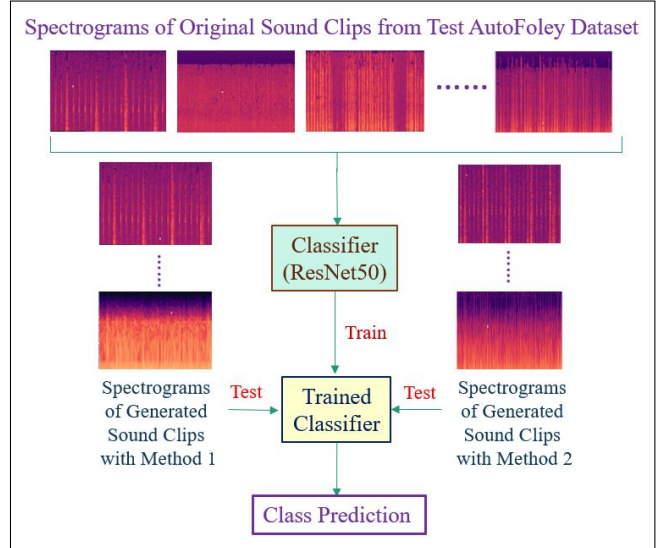 Spectrograms of Original Sound Clips from Test AutoFoley Dataset
Classifier
(ResNet50)
Train
Spectrograms
of Generated
Sound Clips
with Method 1
Test
Trained
Classifier
Test
Spectrograms
of Generated
Sound Clips
with Method 2
Class Prediction